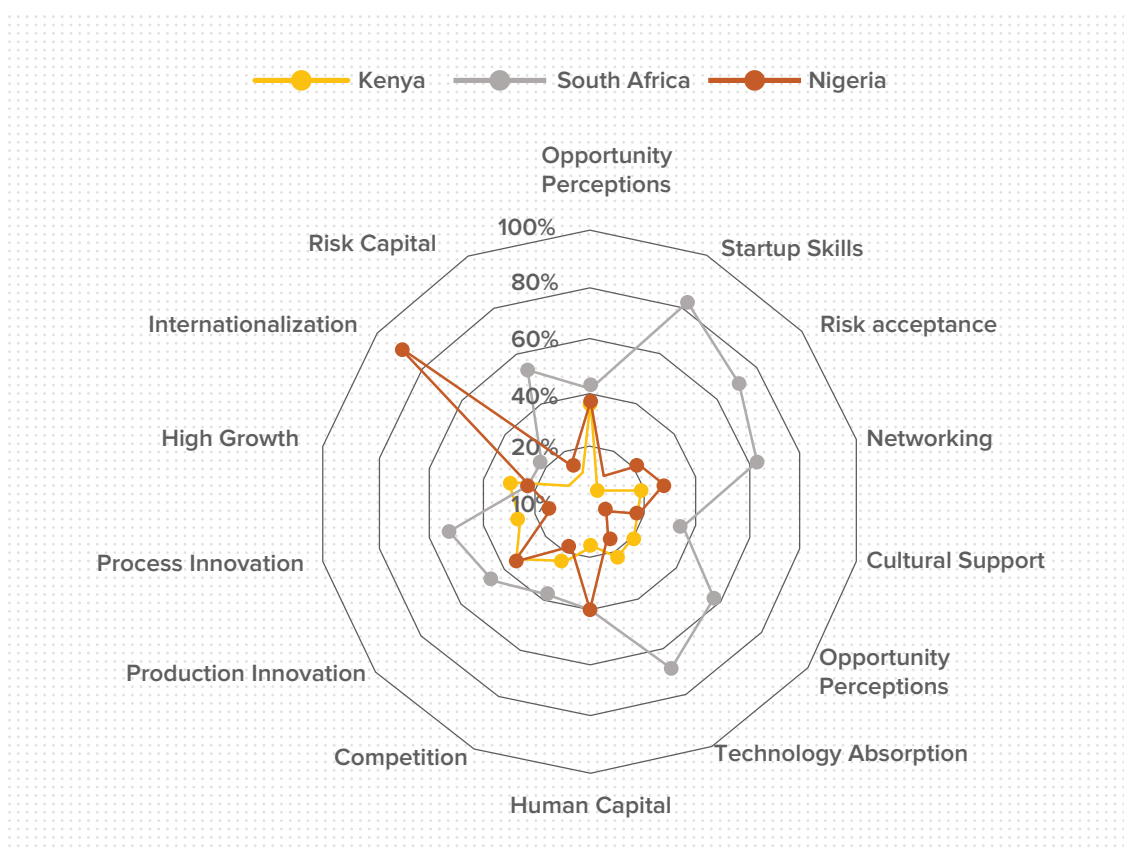 Kenya
South Africa
Nigeria
Opportunity
Perceptions
100%
Risk Capital
Startup Skills
80%
Internationalization
Risk acceptance
60%
40%
High Growth
20%
Networking
10%
Process Innovation
Cultural Support
Production Innovation
Opportunity
Perceptions
Competition
Technology Absorption
Human Capital